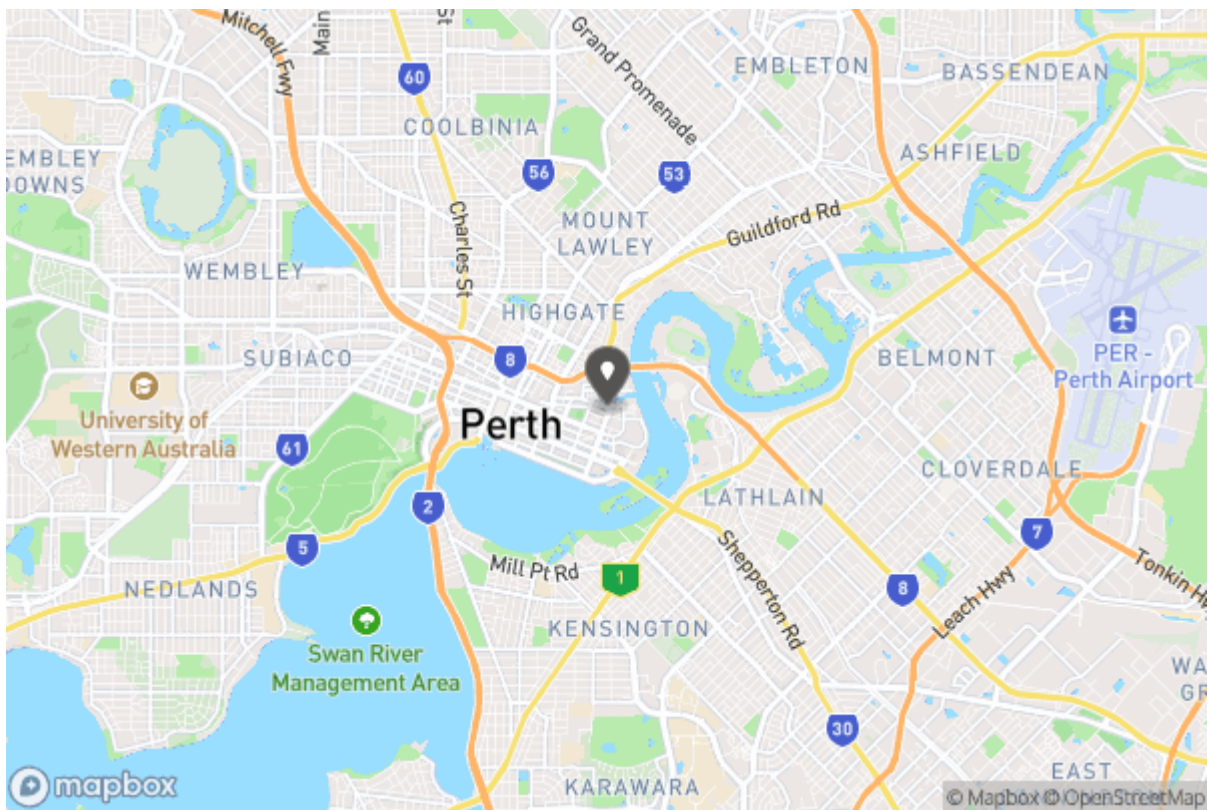 Mitchell Fwy
Main
St
60
Grand Promenade
EMBLETON
BASSENDEAN
COOLBINIA
EMBLEY
DOWNS
56
53
ASHFIELD
MOUNT
LAWLEY
Charles St
Guildford Rd
WEMBLEY
HIGHGATE
SUBIACO
8
BELMONT
PER -
Perth Airport
University of
Western Australia
Perth
61
CLOVERDALE
LATHLAIN
2
5
7
Mill Pt Rd
1
Shepperton Rd
Leach Hwy
Tonkin Hw
8
NEDLANDS
KENSINGTON
Swan River
Management Area
WA
GR
30
mapbox
KARAWARA
EAST
© Mapbox © OpenStreetMap